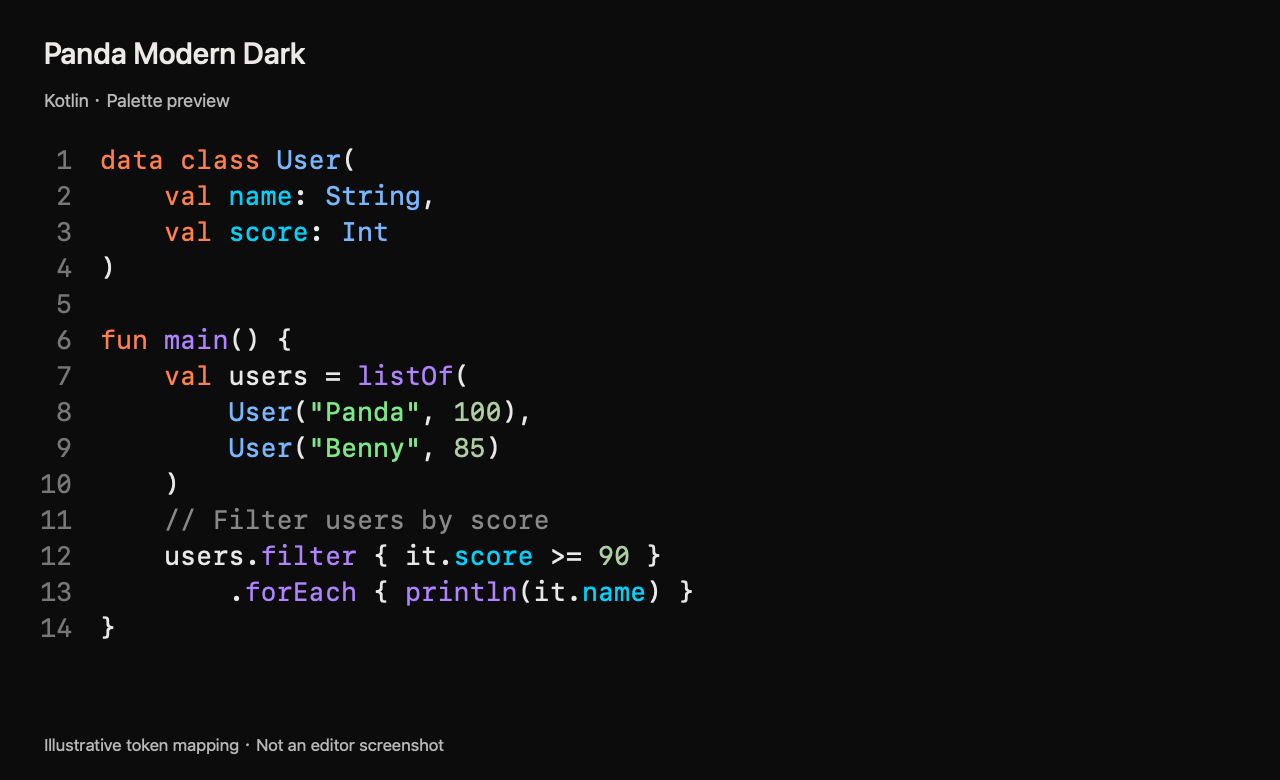 Panda Modern Dark
Kotlin · Palette preview
1 data class User(
2     val name: String,
3     val score: Int
4 )
5
6 fun main() {
7     val users = listOf(
8         User("Panda", 100),
9         User("Benny", 85)
10     )
11     // Filter users by score
12     users.filter { it.score >= 90 }
13         .forEach { println(it.name) }
14 }
Illustrative token mapping · Not an editor screenshot